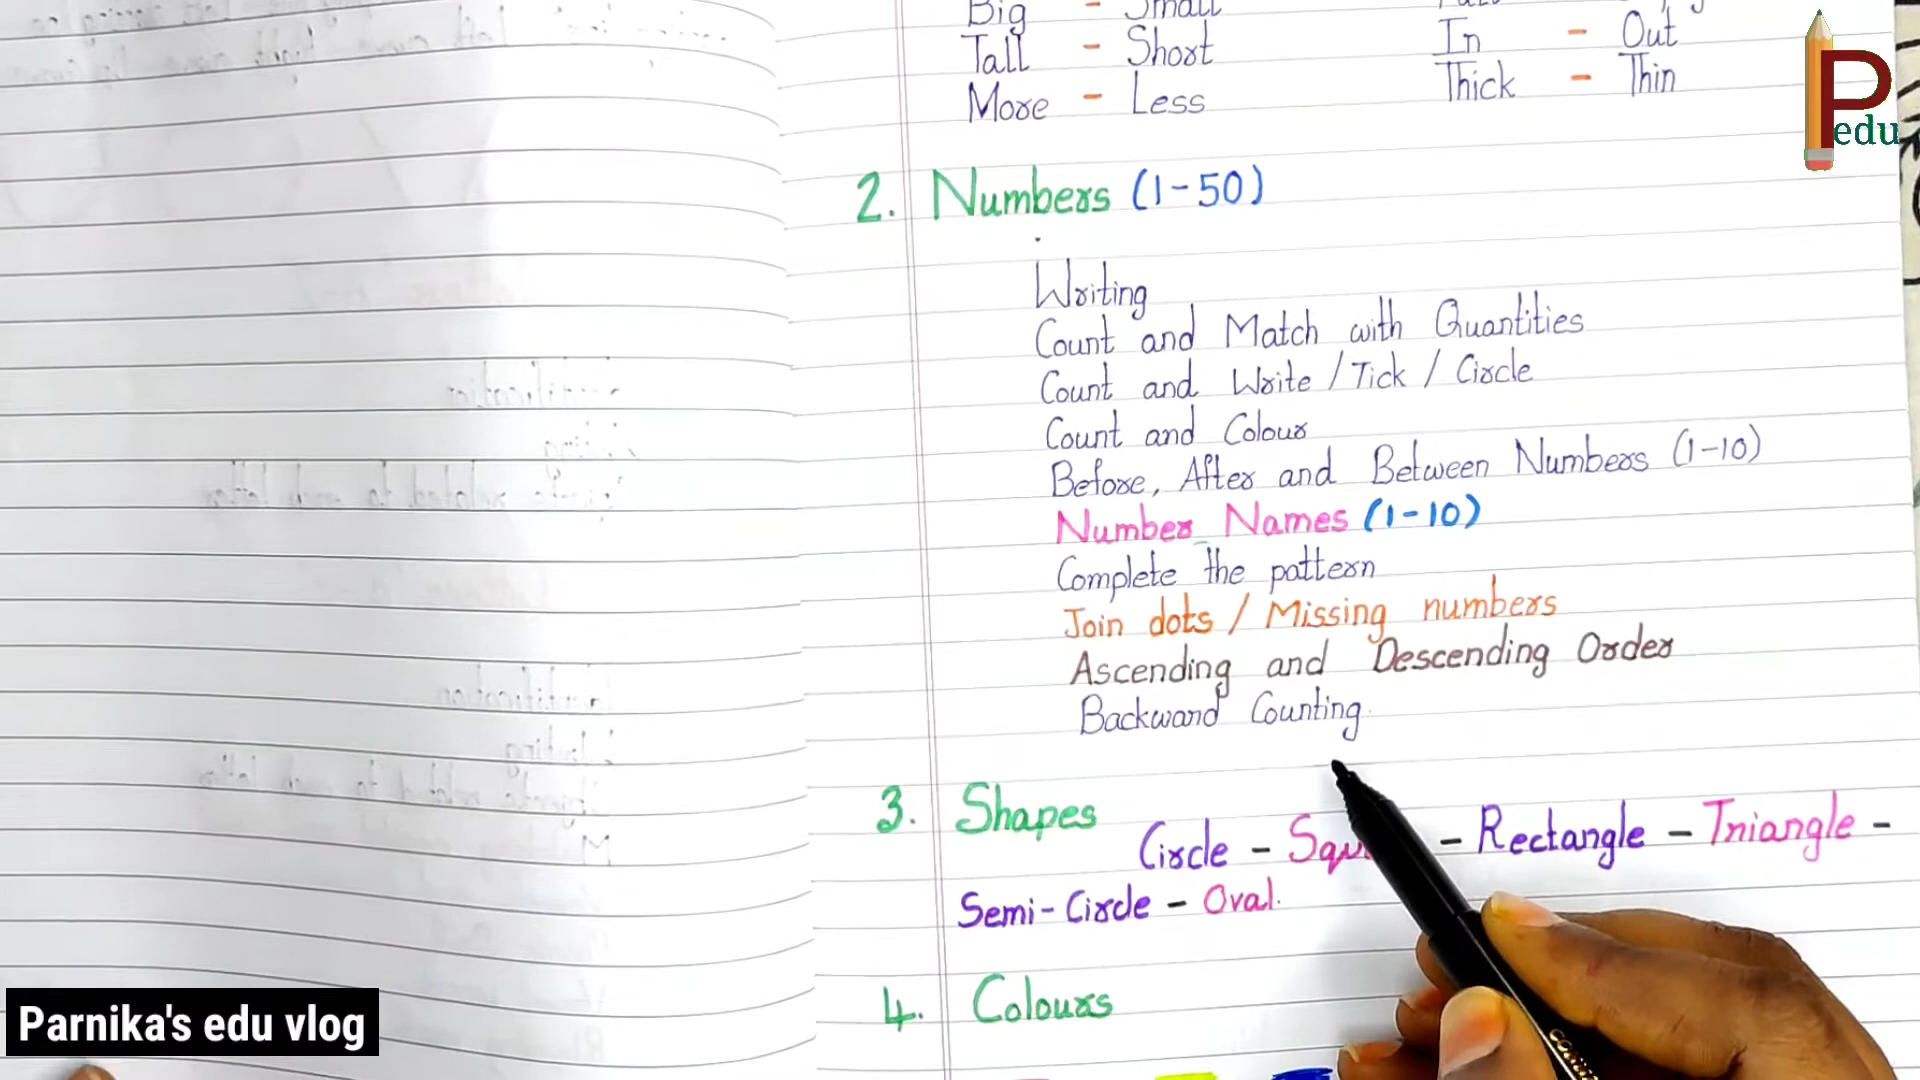 Big - Small
Tall - Short
In - Out
More - Less
Thick - Thin
P
edu
2. Numbers (1-50)
Writing
Count and Match with Quantities
Count and Write / Tick / Circle
Count and Colour
Before, After and Between Numbers (1-10)
Number Names (1-10)
Complete the pattern
Join dots / Missing numbers
Ascending and Descending Order
Backward Counting
3. Shapes
Circle - - Rectangle - Triangle -
Semi-Circle - Oval.
4. Colours
Parnika's edu vlog